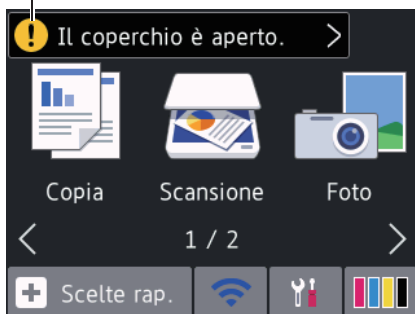 Il coperchio è aperto.
Copia
Scansione
Foto
1 / 2
Scelte rap.